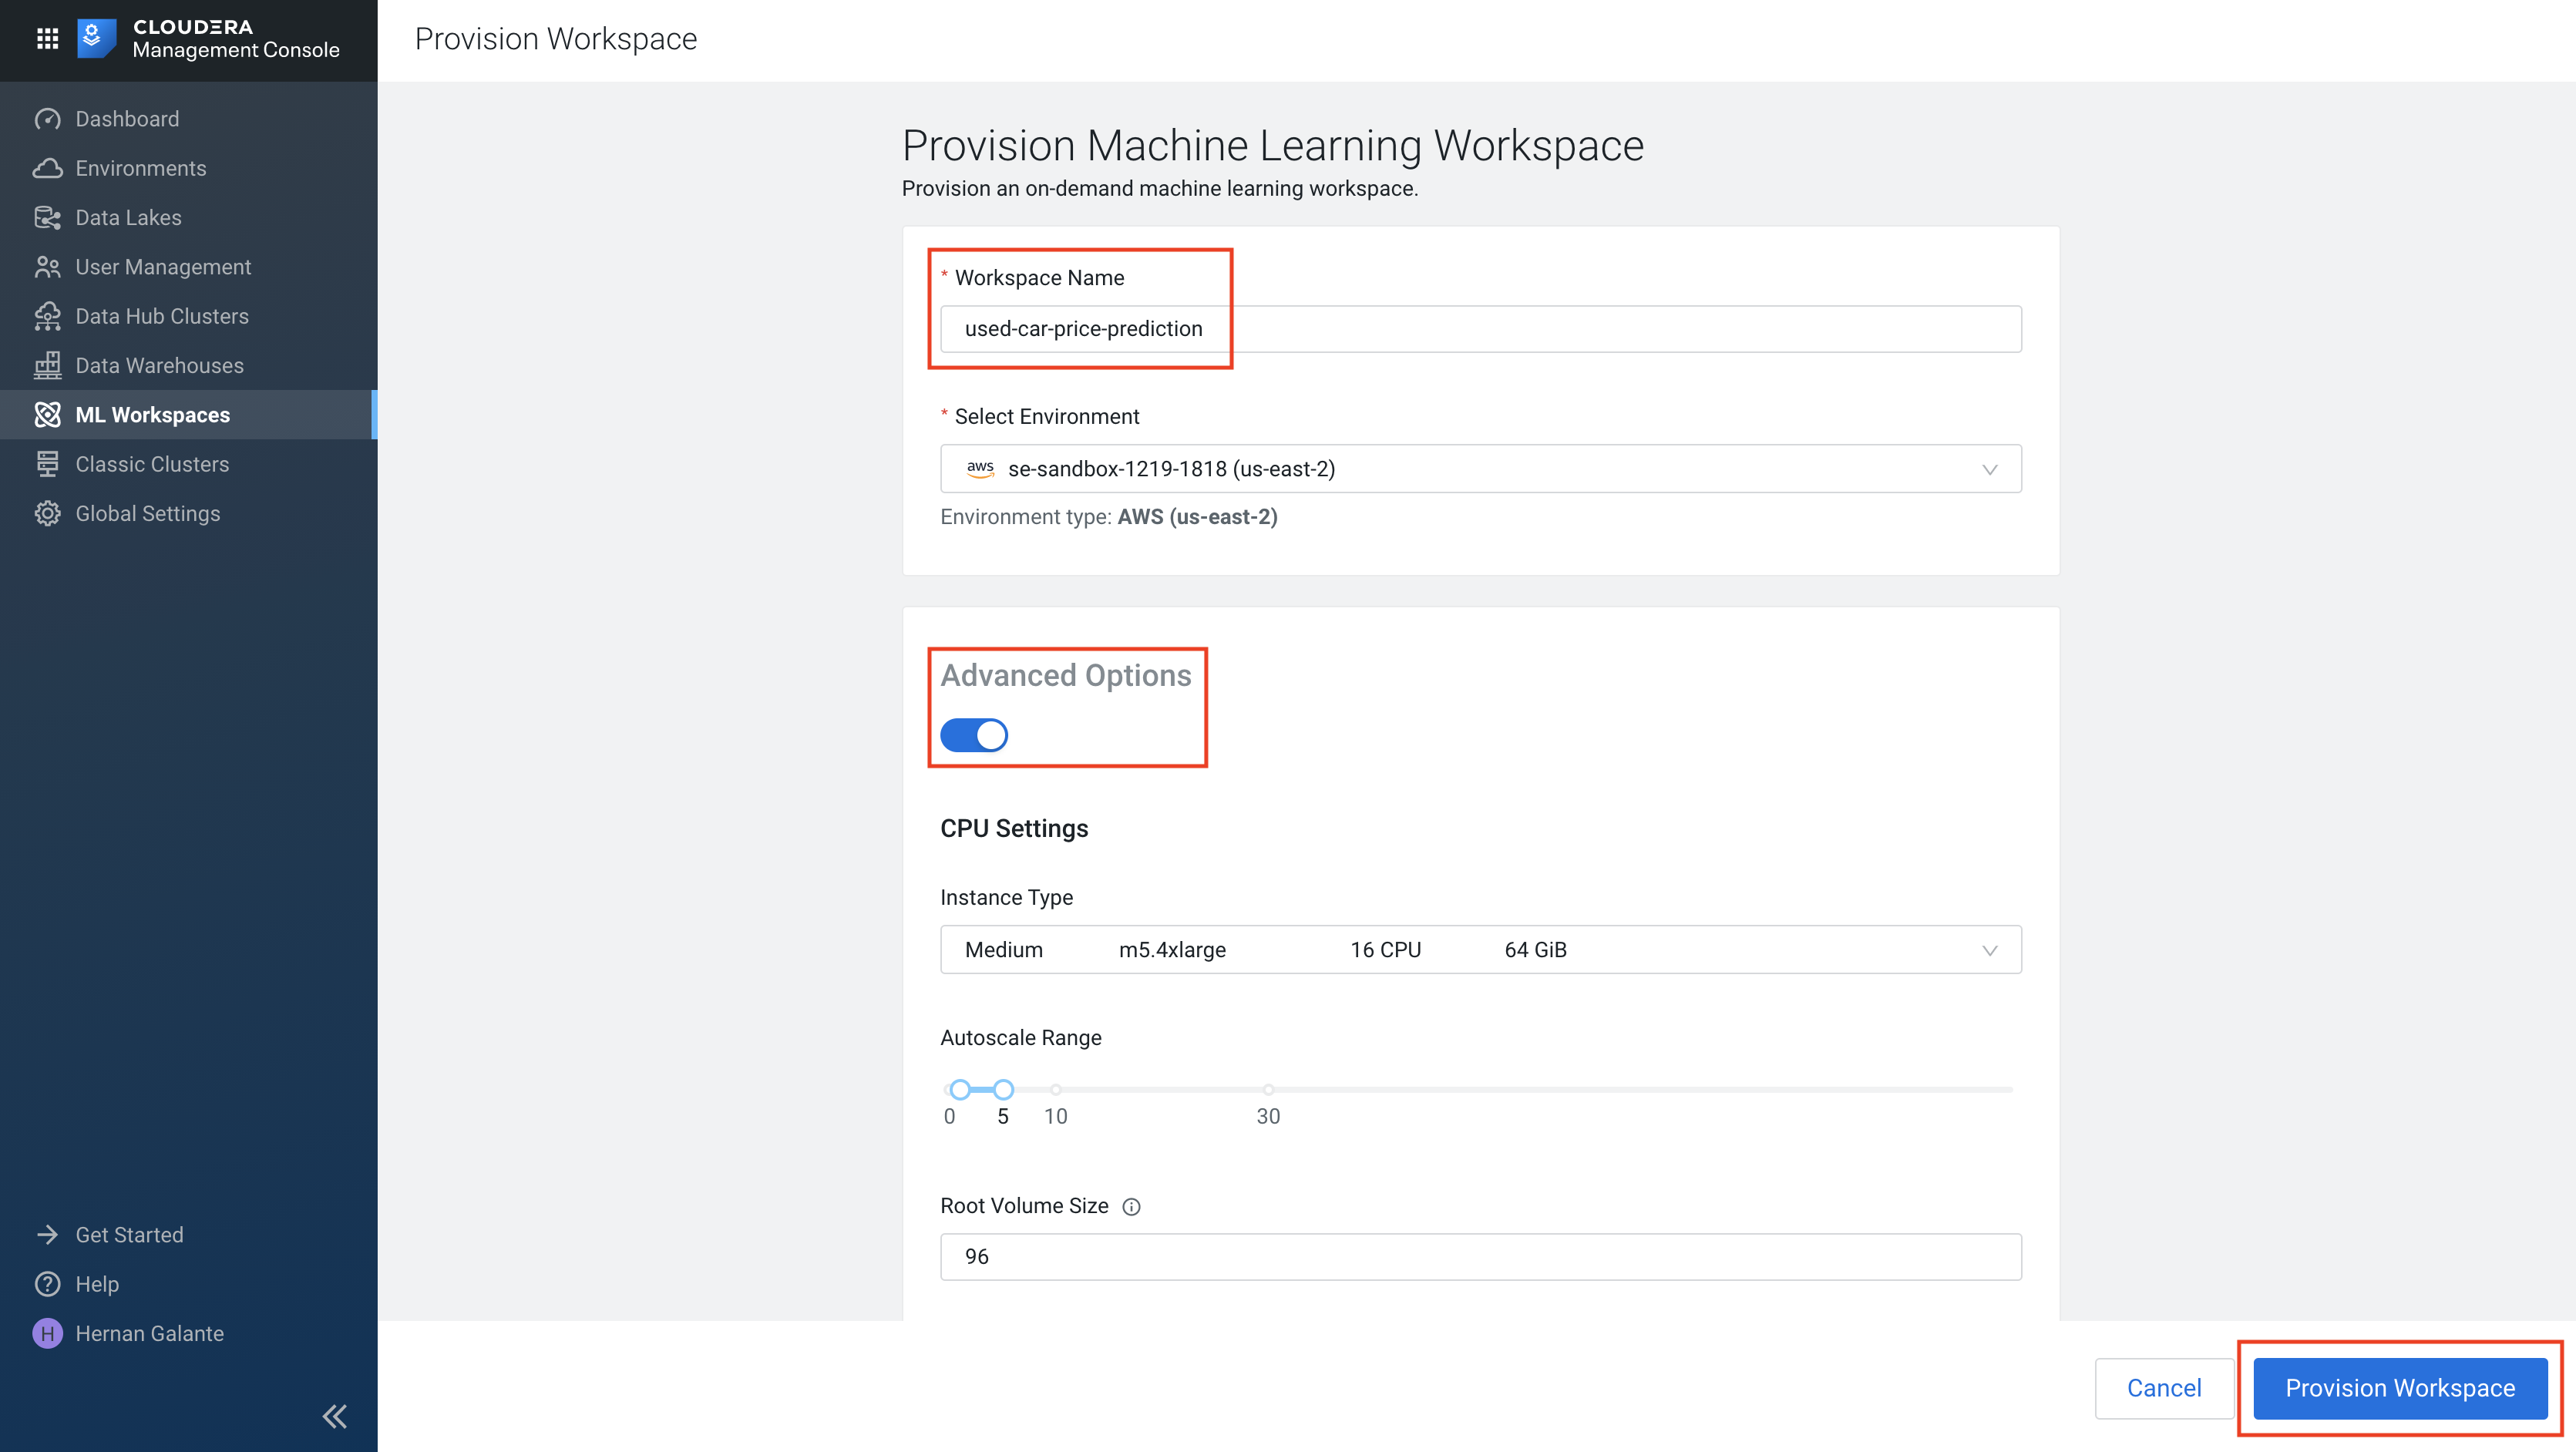 CLOUDERA
Management Console
Provision Workspace
Dashboard
Environments
Data Lakes
User Management
Data Hub Clusters
Data Warehouses
ML Workspaces
Classic Clusters
Global Settings
Get Started
Help
H Hernan Galante
Provision Machine Learning Workspace
Provision an on-demand machine learning workspace.
* Workspace Name
used-car-price-prediction
* Select Environment
aws se-sandbox-1219-1818 (us-east-2)
Environment type: AWS (us-east-2)
Advanced Options
CPU Settings
Instance Type
Medium m5.4xlarge 16 CPU 64 GiB
Autoscale Range
0 5 10 30
Root Volume Size
96
Cancel Provision Workspace